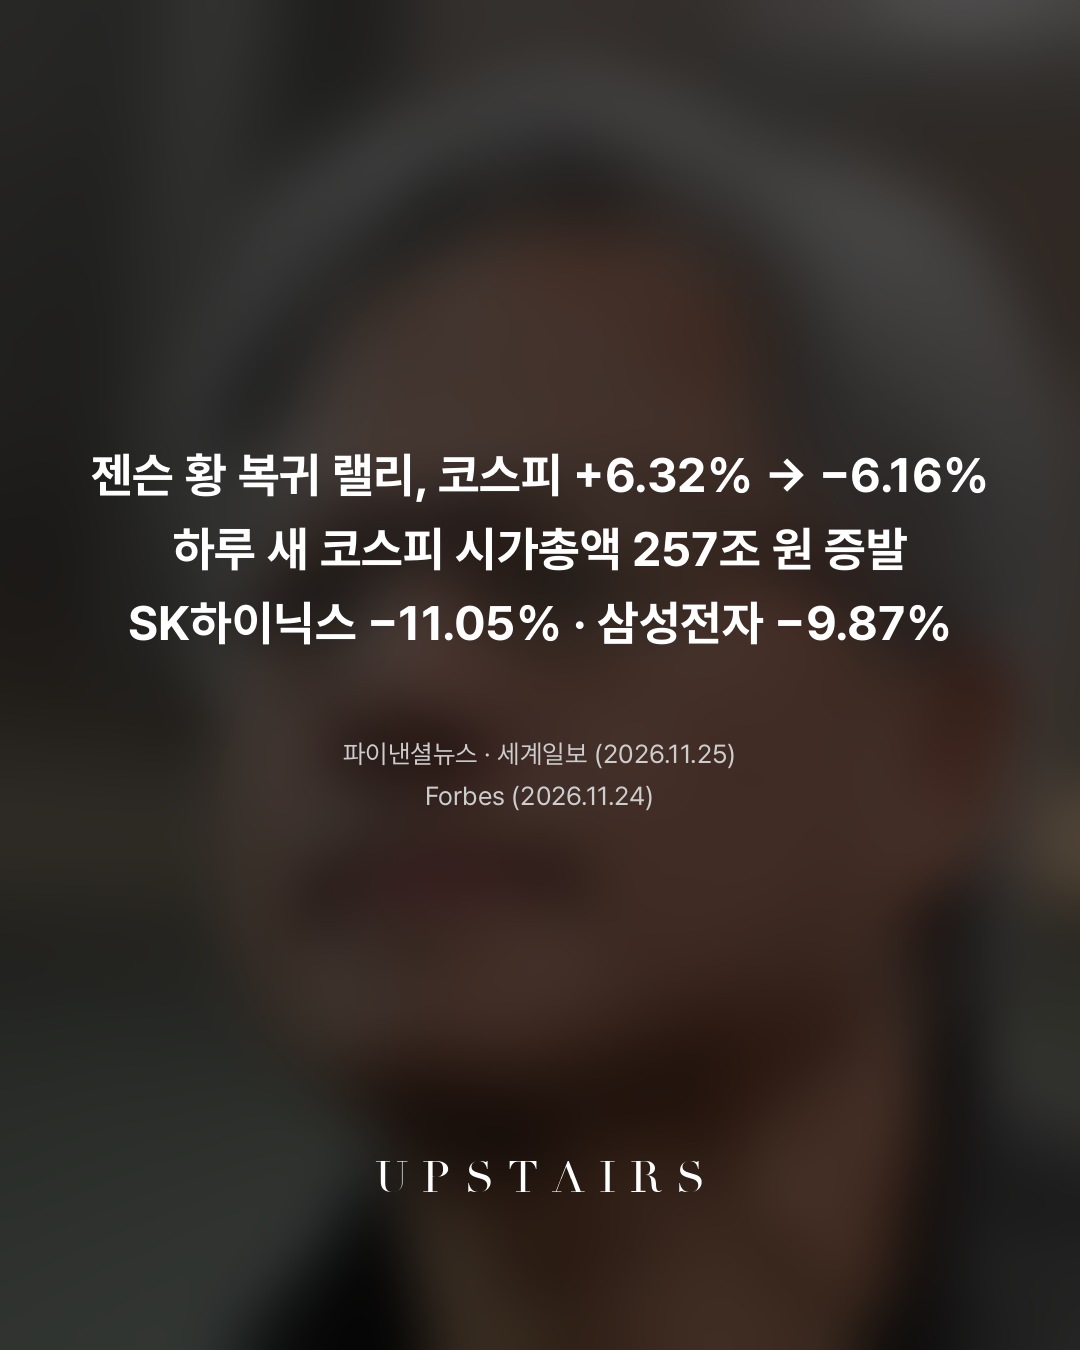 젠슨 황 복귀 랠리, 코스피 +6.32% → −6.16%
하루 새 코스피 시가총액 257조 원 증발
SK하이닉스 −11.05% · 삼성전자 −9.87%
파이낸셜뉴스 · 세계일보 (2026.11.25)
Forbes (2026.11.24)
UPSTAIRS